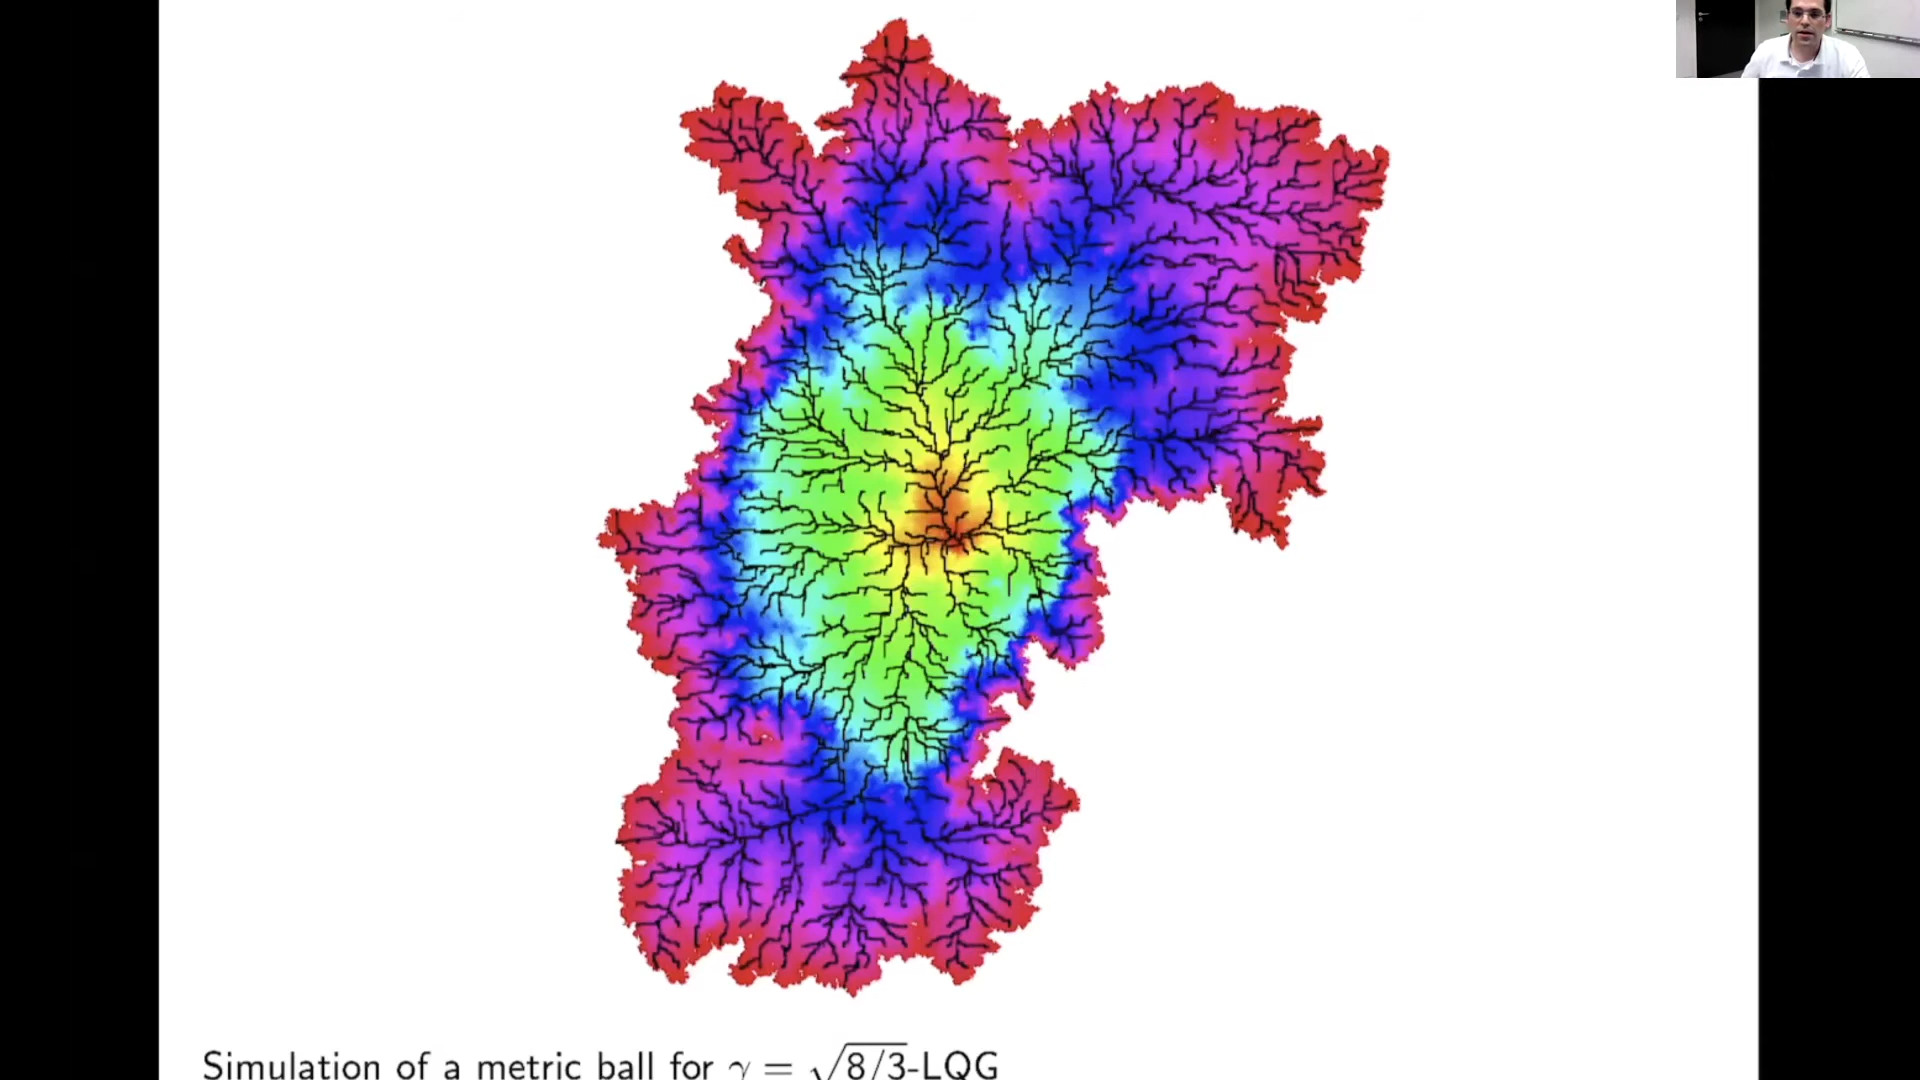 Simulation of a metric ball for γ = √8/3-LQG